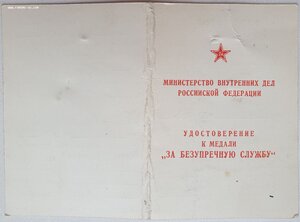 МИНИСТЕРСТВО ВНУТРЕННИХ ДЕЛ
РОССИЙСКОЙ ФЕДЕРАЦИИ
УДОСТОВЕРЕНИЕ
К МЕДАЛИ
„ЗА БЕЗУПРЕЧНУЮ СЛУЖБУ“